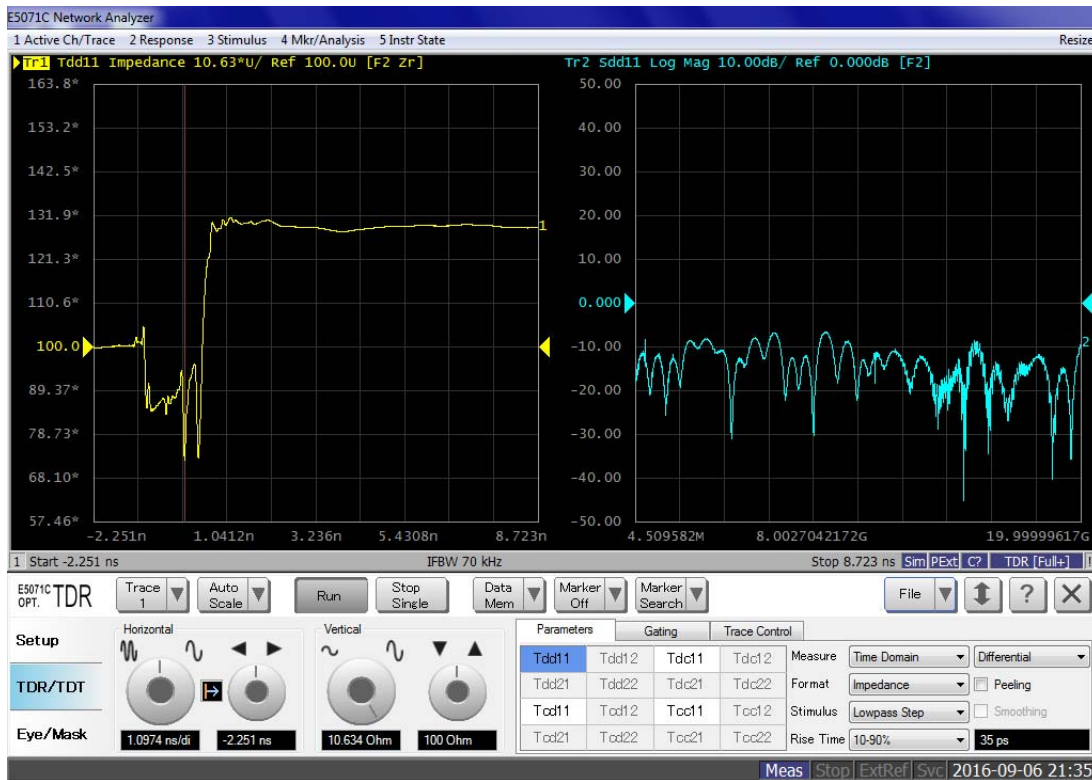 E5071C Network Analyzer
1 Active Ch/Trace 2 Response 3 Stimulus 4 Mkr/Analysis 5 Instr State Resize
Tr1 Tdd11 Impedance 10.63*U/ Ref 100.0U [F2 Zr]
163.8*
153.2*
142.5*
131.9*
121.3*
110.6*
100.0
89.37*
78.73*
68.10*
57.46*
1
-2.251n 1.0412n 3.236n 5.4308n 8.723n
Tr2 Sdd11 Log Mag 10.00dB/ Ref 0.000dB [F2]
50.00
40.00
30.00
20.00
10.00
0.000
-10.00
-20.00
-30.00
-40.00
-50.00
2
4.509582M 8.0027042172G 19.99999617G
1 Start -2.251 ns IFBW 70 kHz Stop 8.723 ns Sim PExt C? TDR [Full+] !
E5071C OPT. TDR
Trace 1
Auto Scale
Run
Stop Single
Data Mem
Marker Off
Marker Search
File
?
Setup
TDR/TDT
Eye/Mask
Horizontal
1.0974 ns/di -2.251 ns
Vertical
10.634 Ohm 100 Ohm
Parameters Gating Trace Control
Tdd11 Tdd12 Tdc11 Tdc12
Tdd21 Tdd22 Tdc21 Tdc22
Tcd11 Tcd12 Tcc11 Tcc12
Tcd21 Tcd22 Tcc21 Tcc22
Measure Time Domain Differential
Format Impedance Peeling
Stimulus Lowpass Step Smoothing
Rise Time 10-90% 35 ps
Meas Stop ExtRef Svc 2016-09-06 21:35